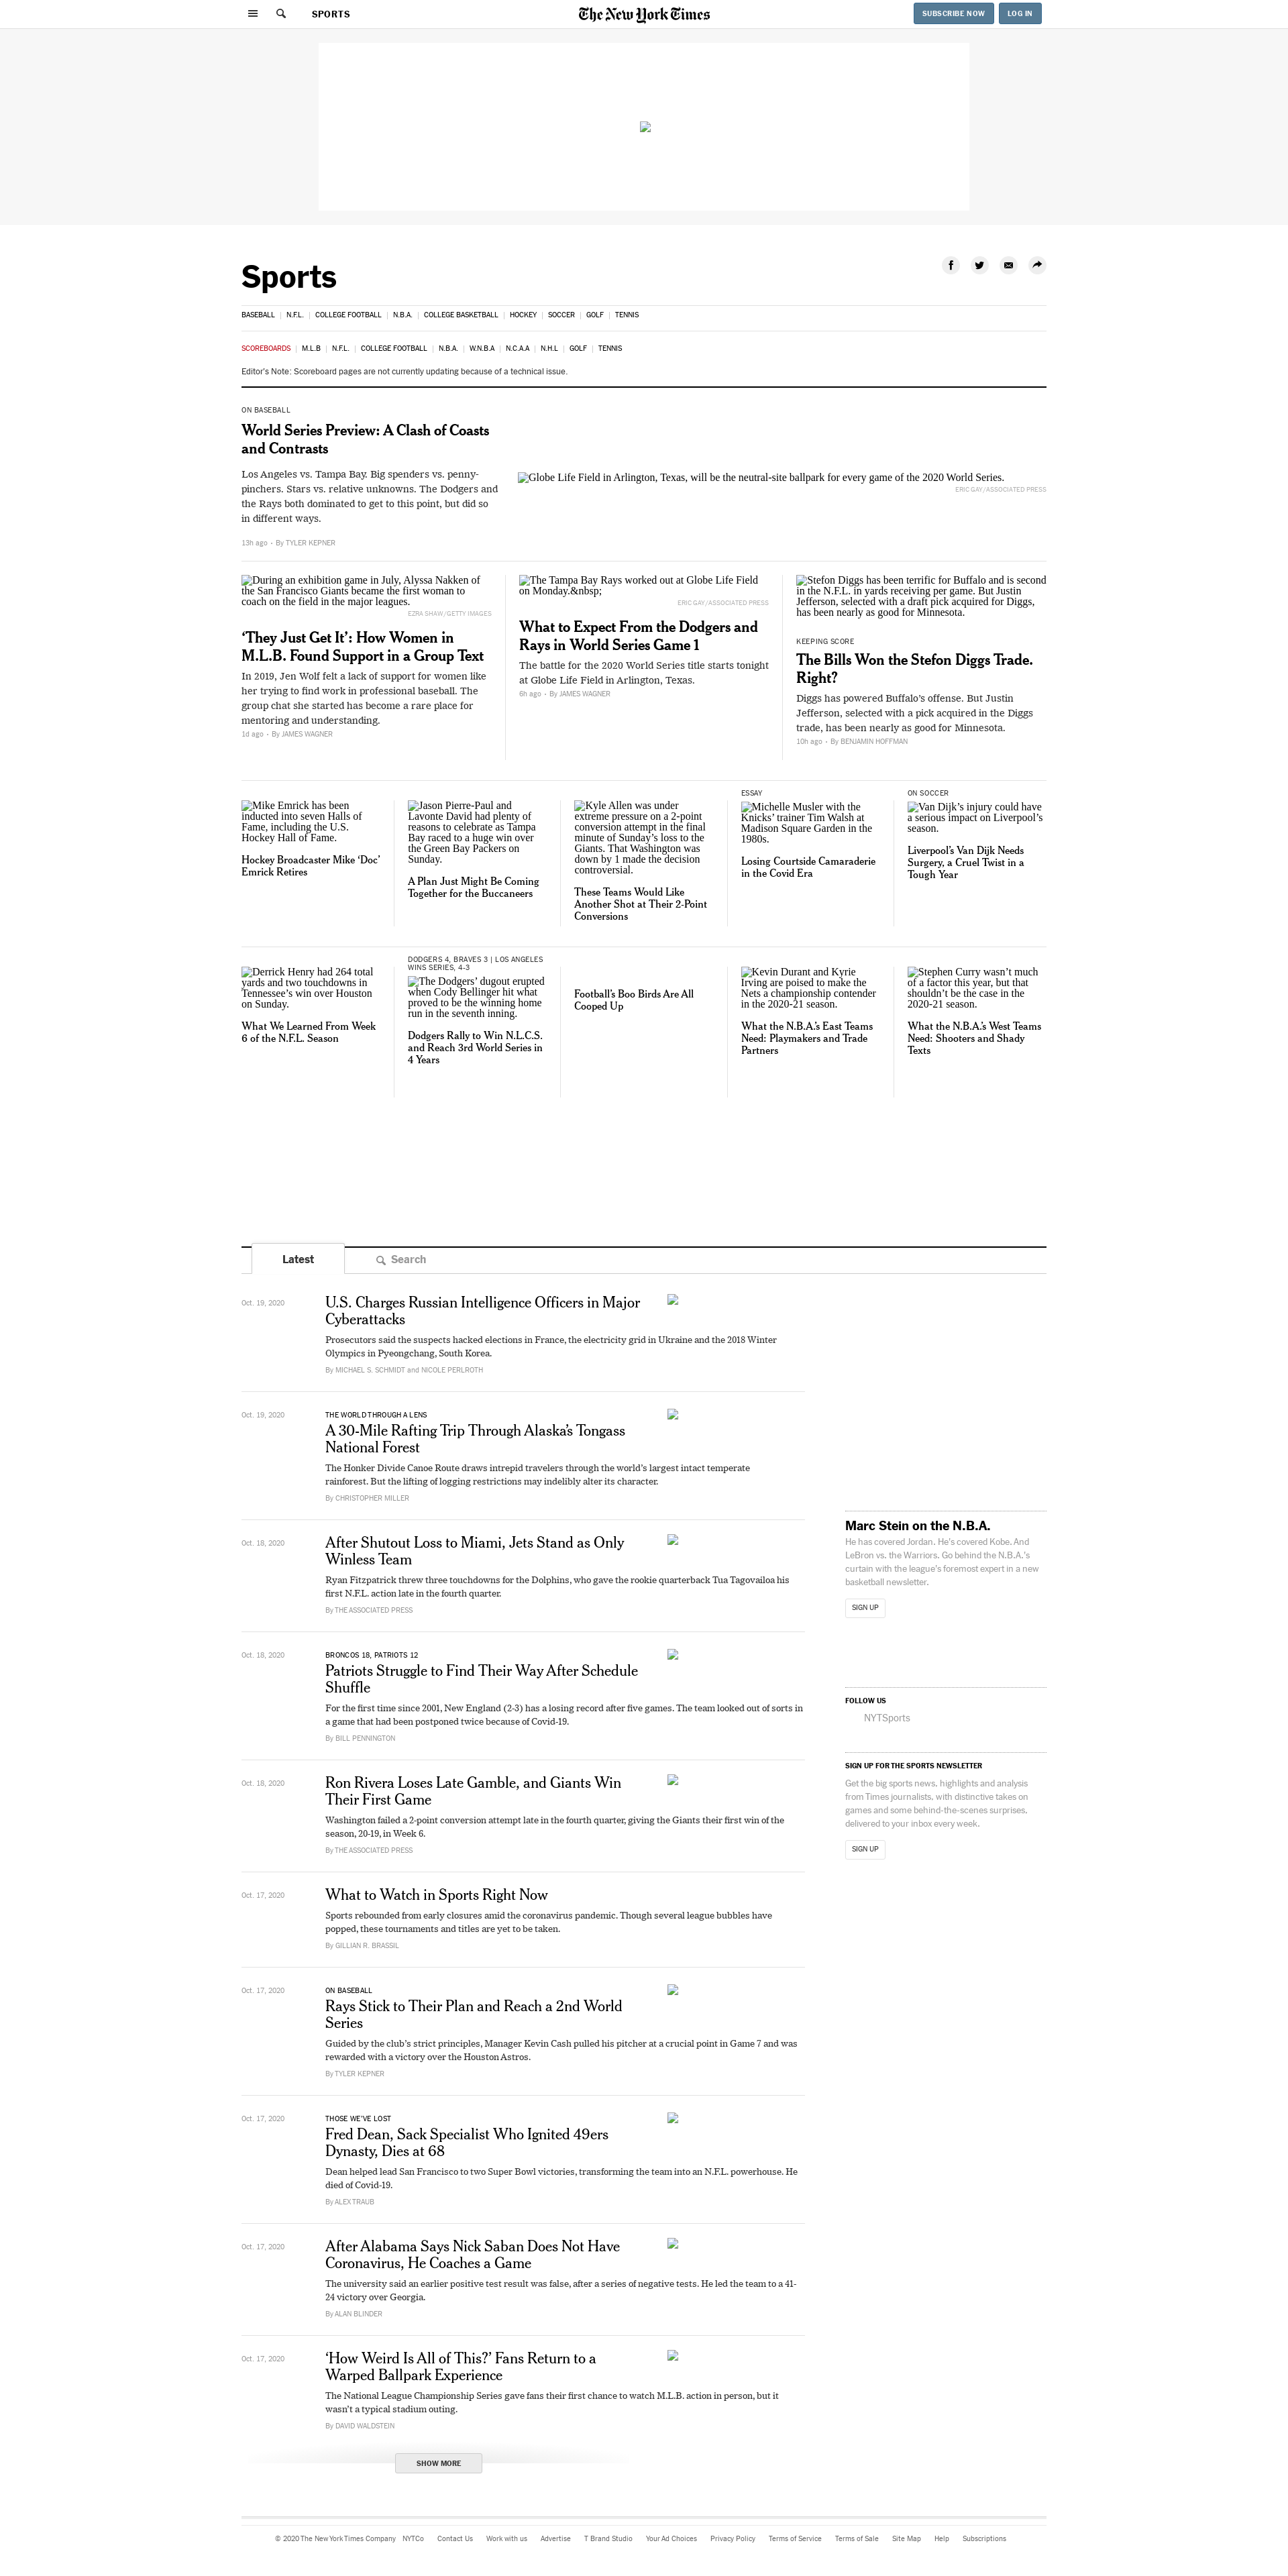 SPORTS
The New York Times
SUBSCRIBE NOW
LOG IN
Sports
BASEBALL
N.F.L.
COLLEGE FOOTBALL
N.B.A.
COLLEGE BASKETBALL
HOCKEY
SOCCER
GOLF
TENNIS
SCOREBOARDS
M.L.B
N.F.L.
COLLEGE FOOTBALL
N.B.A.
W.N.B.A
N.C.A.A
N.H.L
GOLF
TENNIS
Editor's Note: Scoreboard pages are not currently updating because of a technical issue.
ON BASEBALL
World Series Preview: A Clash of Coasts
and Contrasts
Los Angeles vs. Tampa Bay. Big spenders vs. penny-
pinchers. Stars vs. relative unknowns. The Dodgers and
the Rays both dominated to get to this point, but did so
in different ways.
13h ago • By TYLER KEPNER
Globe Life Field in Arlington, Texas, will be the neutral-site ballpark for every game of the 2020 World Series.
ERIC GAY/ASSOCIATED PRESS
During an exhibition game in July, Alyssa Nakken of
the San Francisco Giants became the first woman to
coach on the field in the major leagues.
EZRA SHAW/GETTY IMAGES
‘They Just Get It’: How Women in
M.L.B. Found Support in a Group Text
In 2019, Jen Wolf felt a lack of support for women like
her trying to find work in professional baseball. The
group chat she started has become a rare place for
mentoring and understanding.
1d ago • By JAMES WAGNER
The Tampa Bay Rays worked out at Globe Life Field
on Monday.&nbsp;
ERIC GAY/ASSOCIATED PRESS
What to Expect From the Dodgers and
Rays in World Series Game 1
The battle for the 2020 World Series title starts tonight
at Globe Life Field in Arlington, Texas.
6h ago • By JAMES WAGNER
Stefon Diggs has been terrific for Buffalo and is second
in the N.F.L. in yards receiving per game. But Justin
Jefferson, selected with a draft pick acquired for Diggs,
has been nearly as good for Minnesota.
KEEPING SCORE
The Bills Won the Stefon Diggs Trade.
Right?
Diggs has powered Buffalo’s offense. But Justin
Jefferson, selected with a pick acquired in the Diggs
trade, has been nearly as good for Minnesota.
10h ago • By BENJAMIN HOFFMAN
Mike Emrick has been
inducted into seven Halls of
Fame, including the U.S.
Hockey Hall of Fame.
Hockey Broadcaster Mike ‘Doc’
Emrick Retires
Jason Pierre-Paul and
Lavonte David had plenty of
reasons to celebrate as Tampa
Bay raced to a huge win over
the Green Bay Packers on
Sunday.
A Plan Just Might Be Coming
Together for the Buccaneers
Kyle Allen was under
extreme pressure on a 2-point
conversion attempt in the final
minute of Sunday’s loss to the
Giants. That Washington was
down by 1 made the decision
controversial.
These Teams Would Like
Another Shot at Their 2-Point
Conversions
ESSAY
Michelle Musler with the
Knicks’ trainer Tim Walsh at
Madison Square Garden in the
1980s.
Losing Courtside Camaraderie
in the Covid Era
ON SOCCER
Van Dijk’s injury could have
a serious impact on Liverpool’s
season.
Liverpool’s Van Dijk Needs
Surgery, a Cruel Twist in a
Tough Year
Derrick Henry had 264 total
yards and two touchdowns in
Tennessee’s win over Houston
on Sunday.
What We Learned From Week
6 of the N.F.L. Season
DODGERS 4, BRAVES 3 | LOS ANGELES
WINS SERIES, 4-3
The Dodgers’ dugout erupted
when Cody Bellinger hit what
proved to be the winning home
run in the seventh inning.
Dodgers Rally to Win N.L.C.S.
and Reach 3rd World Series in
4 Years
Football’s Boo Birds Are All
Cooped Up
Kevin Durant and Kyrie
Irving are poised to make the
Nets a championship contender
in the 2020-21 season.
What the N.B.A.’s East Teams
Need: Playmakers and Trade
Partners
Stephen Curry wasn’t much
of a factor this year, but that
shouldn’t be the case in the
2020-21 season.
What the N.B.A.’s West Teams
Need: Shooters and Shady
Texts
Latest
Search
Oct. 19, 2020
U.S. Charges Russian Intelligence Officers in Major
Cyberattacks
Prosecutors said the suspects hacked elections in France, the electricity grid in Ukraine and the 2018 Winter
Olympics in Pyeongchang, South Korea.
By MICHAEL S. SCHMIDT and NICOLE PERLROTH
Oct. 19, 2020
THE WORLD THROUGH A LENS
A 30-Mile Rafting Trip Through Alaska’s Tongass
National Forest
The Honker Divide Canoe Route draws intrepid travelers through the world’s largest intact temperate
rainforest. But the lifting of logging restrictions may indelibly alter its character.
By CHRISTOPHER MILLER
Oct. 18, 2020
After Shutout Loss to Miami, Jets Stand as Only
Winless Team
Ryan Fitzpatrick threw three touchdowns for the Dolphins, who gave the rookie quarterback Tua Tagovailoa his
first N.F.L. action late in the fourth quarter.
By THE ASSOCIATED PRESS
Oct. 18, 2020
BRONCOS 18, PATRIOTS 12
Patriots Struggle to Find Their Way After Schedule
Shuffle
For the first time since 2001, New England (2-3) has a losing record after five games. The team looked out of sorts in
a game that had been postponed twice because of Covid-19.
By BILL PENNINGTON
Oct. 18, 2020
Ron Rivera Loses Late Gamble, and Giants Win
Their First Game
Washington failed a 2-point conversion attempt late in the fourth quarter, giving the Giants their first win of the
season, 20-19, in Week 6.
By THE ASSOCIATED PRESS
Oct. 17, 2020
What to Watch in Sports Right Now
Sports rebounded from early closures amid the coronavirus pandemic. Though several league bubbles have
popped, these tournaments and titles are yet to be taken.
By GILLIAN R. BRASSIL
Oct. 17, 2020
ON BASEBALL
Rays Stick to Their Plan and Reach a 2nd World
Series
Guided by the club’s strict principles, Manager Kevin Cash pulled his pitcher at a crucial point in Game 7 and was
rewarded with a victory over the Houston Astros.
By TYLER KEPNER
Oct. 17, 2020
THOSE WE’VE LOST
Fred Dean, Sack Specialist Who Ignited 49ers
Dynasty, Dies at 68
Dean helped lead San Francisco to two Super Bowl victories, transforming the team into an N.F.L. powerhouse. He
died of Covid-19.
By ALEX TRAUB
Oct. 17, 2020
After Alabama Says Nick Saban Does Not Have
Coronavirus, He Coaches a Game
The university said an earlier positive test result was false, after a series of negative tests. He led the team to a 41-
24 victory over Georgia.
By ALAN BLINDER
Oct. 17, 2020
‘How Weird Is All of This?’ Fans Return to a
Warped Ballpark Experience
The National League Championship Series gave fans their first chance to watch M.L.B. action in person, but it
wasn’t a typical stadium outing.
By DAVID WALDSTEIN
SHOW MORE
Marc Stein on the N.B.A.
He has covered Jordan. He’s covered Kobe. And
LeBron vs. the Warriors. Go behind the N.B.A.’s
curtain with the league’s foremost expert in a new
basketball newsletter.
SIGN UP
FOLLOW US
NYTSports
SIGN UP FOR THE SPORTS NEWSLETTER
Get the big sports news, highlights and analysis
from Times journalists, with distinctive takes on
games and some behind-the-scenes surprises,
delivered to your inbox every week.
SIGN UP
© 2020 The New York Times Company
NYTCo
Contact Us
Work with us
Advertise
T Brand Studio
Your Ad Choices
Privacy Policy
Terms of Service
Terms of Sale
Site Map
Help
Subscriptions